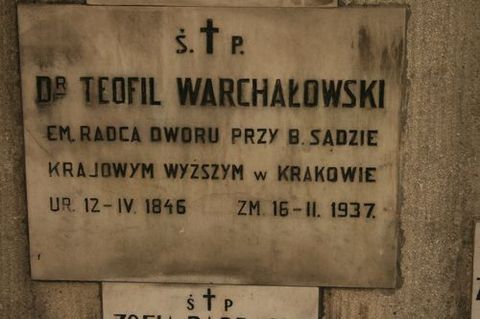 Ś. † P.
DR TEOFIL WARCHAŁOWSKI
EM. RADCA DWORU PRZY B. SĄDZIE
KRAJOWYM WYŻSZYM w KRAKOWIE
UR. 12-IV. 1846 ZM. 16-II. 1937.
Ś † P